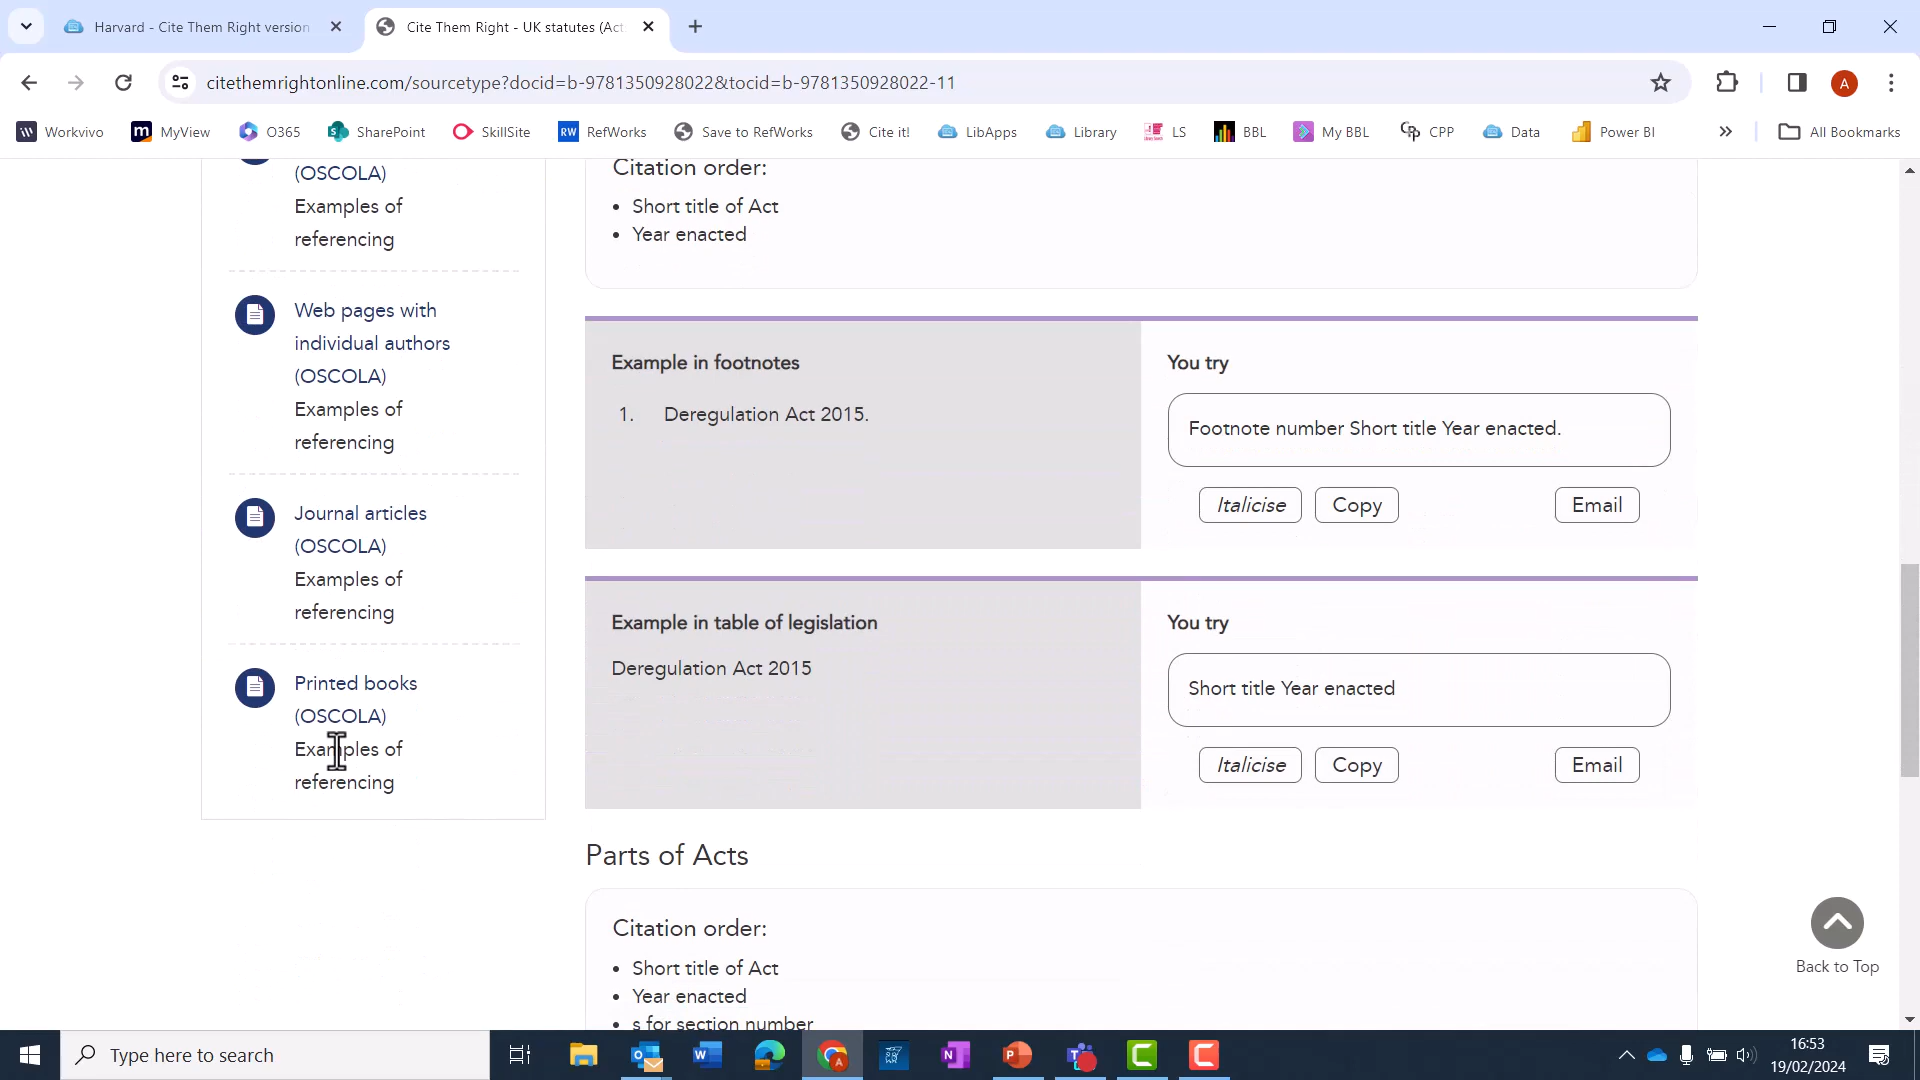 Harvard - Cite Them Right version
Cite Them Right - UK statutes (Act
citethemrightonline.com/sourcetype?docid=b-9781350928022&tocid=b-9781350928022-11
A
Workvivo
MyView
O365
SharePoint
SkillSite
RW RefWorks
Save to RefWorks
Cite it!
LibApps
Library
LS
BBL
My BBL
CPP
Data
Power BI
»
All Bookmarks
(OSCOLA)
Examples of
referencing
Web pages with
individual authors
(OSCOLA)
Examples of
referencing
Journal articles
(OSCOLA)
Examples of
referencing
Printed books
(OSCOLA)
Examples of
referencing
Citation order:
• Short title of Act
• Year enacted
Example in footnotes
1. Deregulation Act 2015.
You try
Footnote number Short title Year enacted.
Italicise
Copy
Email
Example in table of legislation
Deregulation Act 2015
You try
Short title Year enacted
Italicise
Copy
Email
Parts of Acts
Citation order:
• Short title of Act
• Year enacted
• s for section number
Back to Top
Type here to search
16:53
19/02/2024